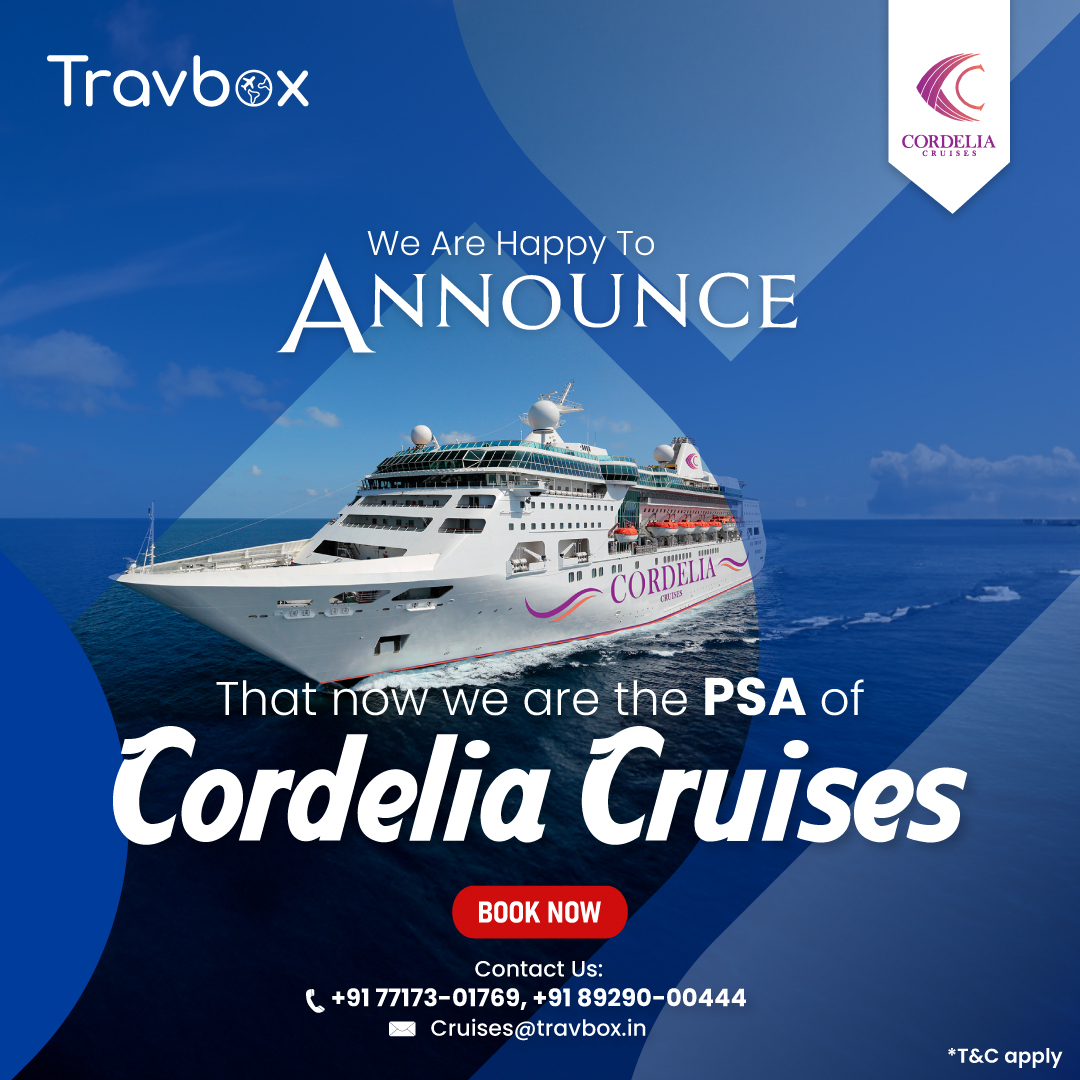 Travbox
CORDELIA
CRUISES
We Are Happy To
ANNOUNCE
CORDELIA
CRUISES
That now we are the PSA of
Cordelia Cruises
BOOK NOW
Contact Us:
+91 77173-01769, +91 89290-00444
Cruises@travbox.in
*T&C apply